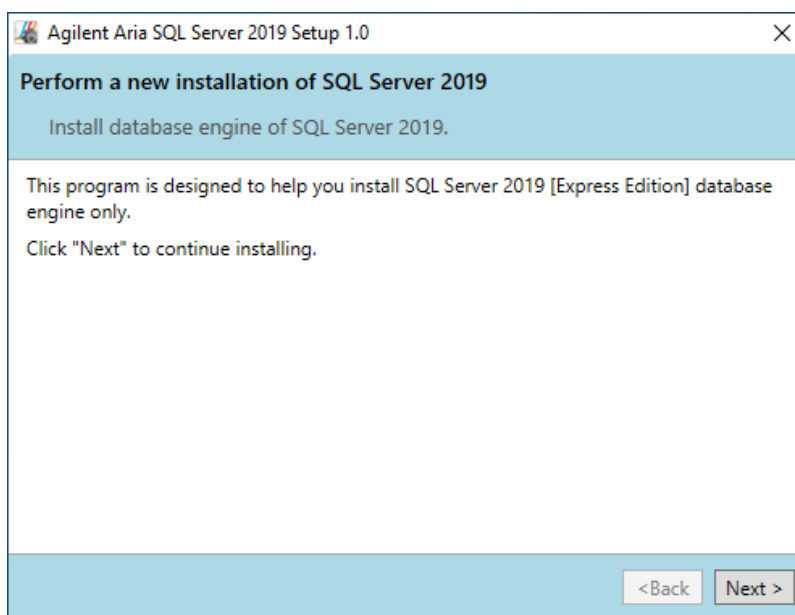 Agilent Aria SQL Server 2019 Setup 1.0
Perform a new installation of SQL Server 2019
Install database engine of SQL Server 2019.
This program is designed to help you install SQL Server 2019 [Express Edition] database
engine only.
Click "Next" to continue installing.
<Back Next >